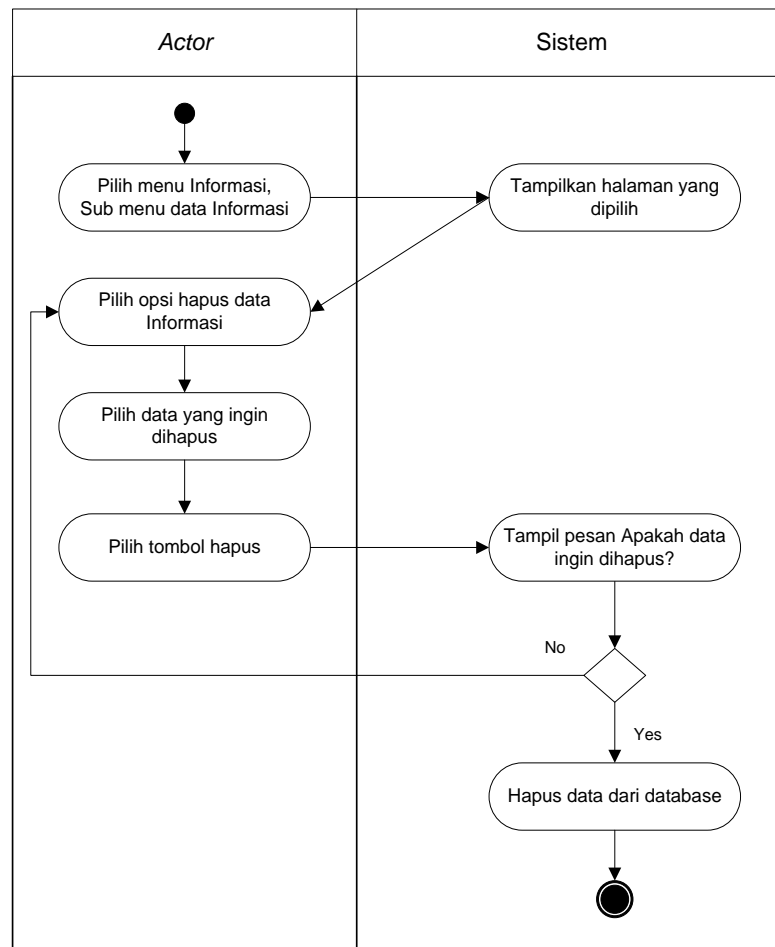 Actor
Sistem
Pilih menu Informasi,
Sub menu data Informasi
Tampilkan halaman yang
dipilih
Pilih opsi hapus data
Informasi
Pilih data yang ingin
dihapus
Pilih tombol hapus
Tampil pesan Apakah data
ingin dihapus?
No
Yes
Hapus data dari database